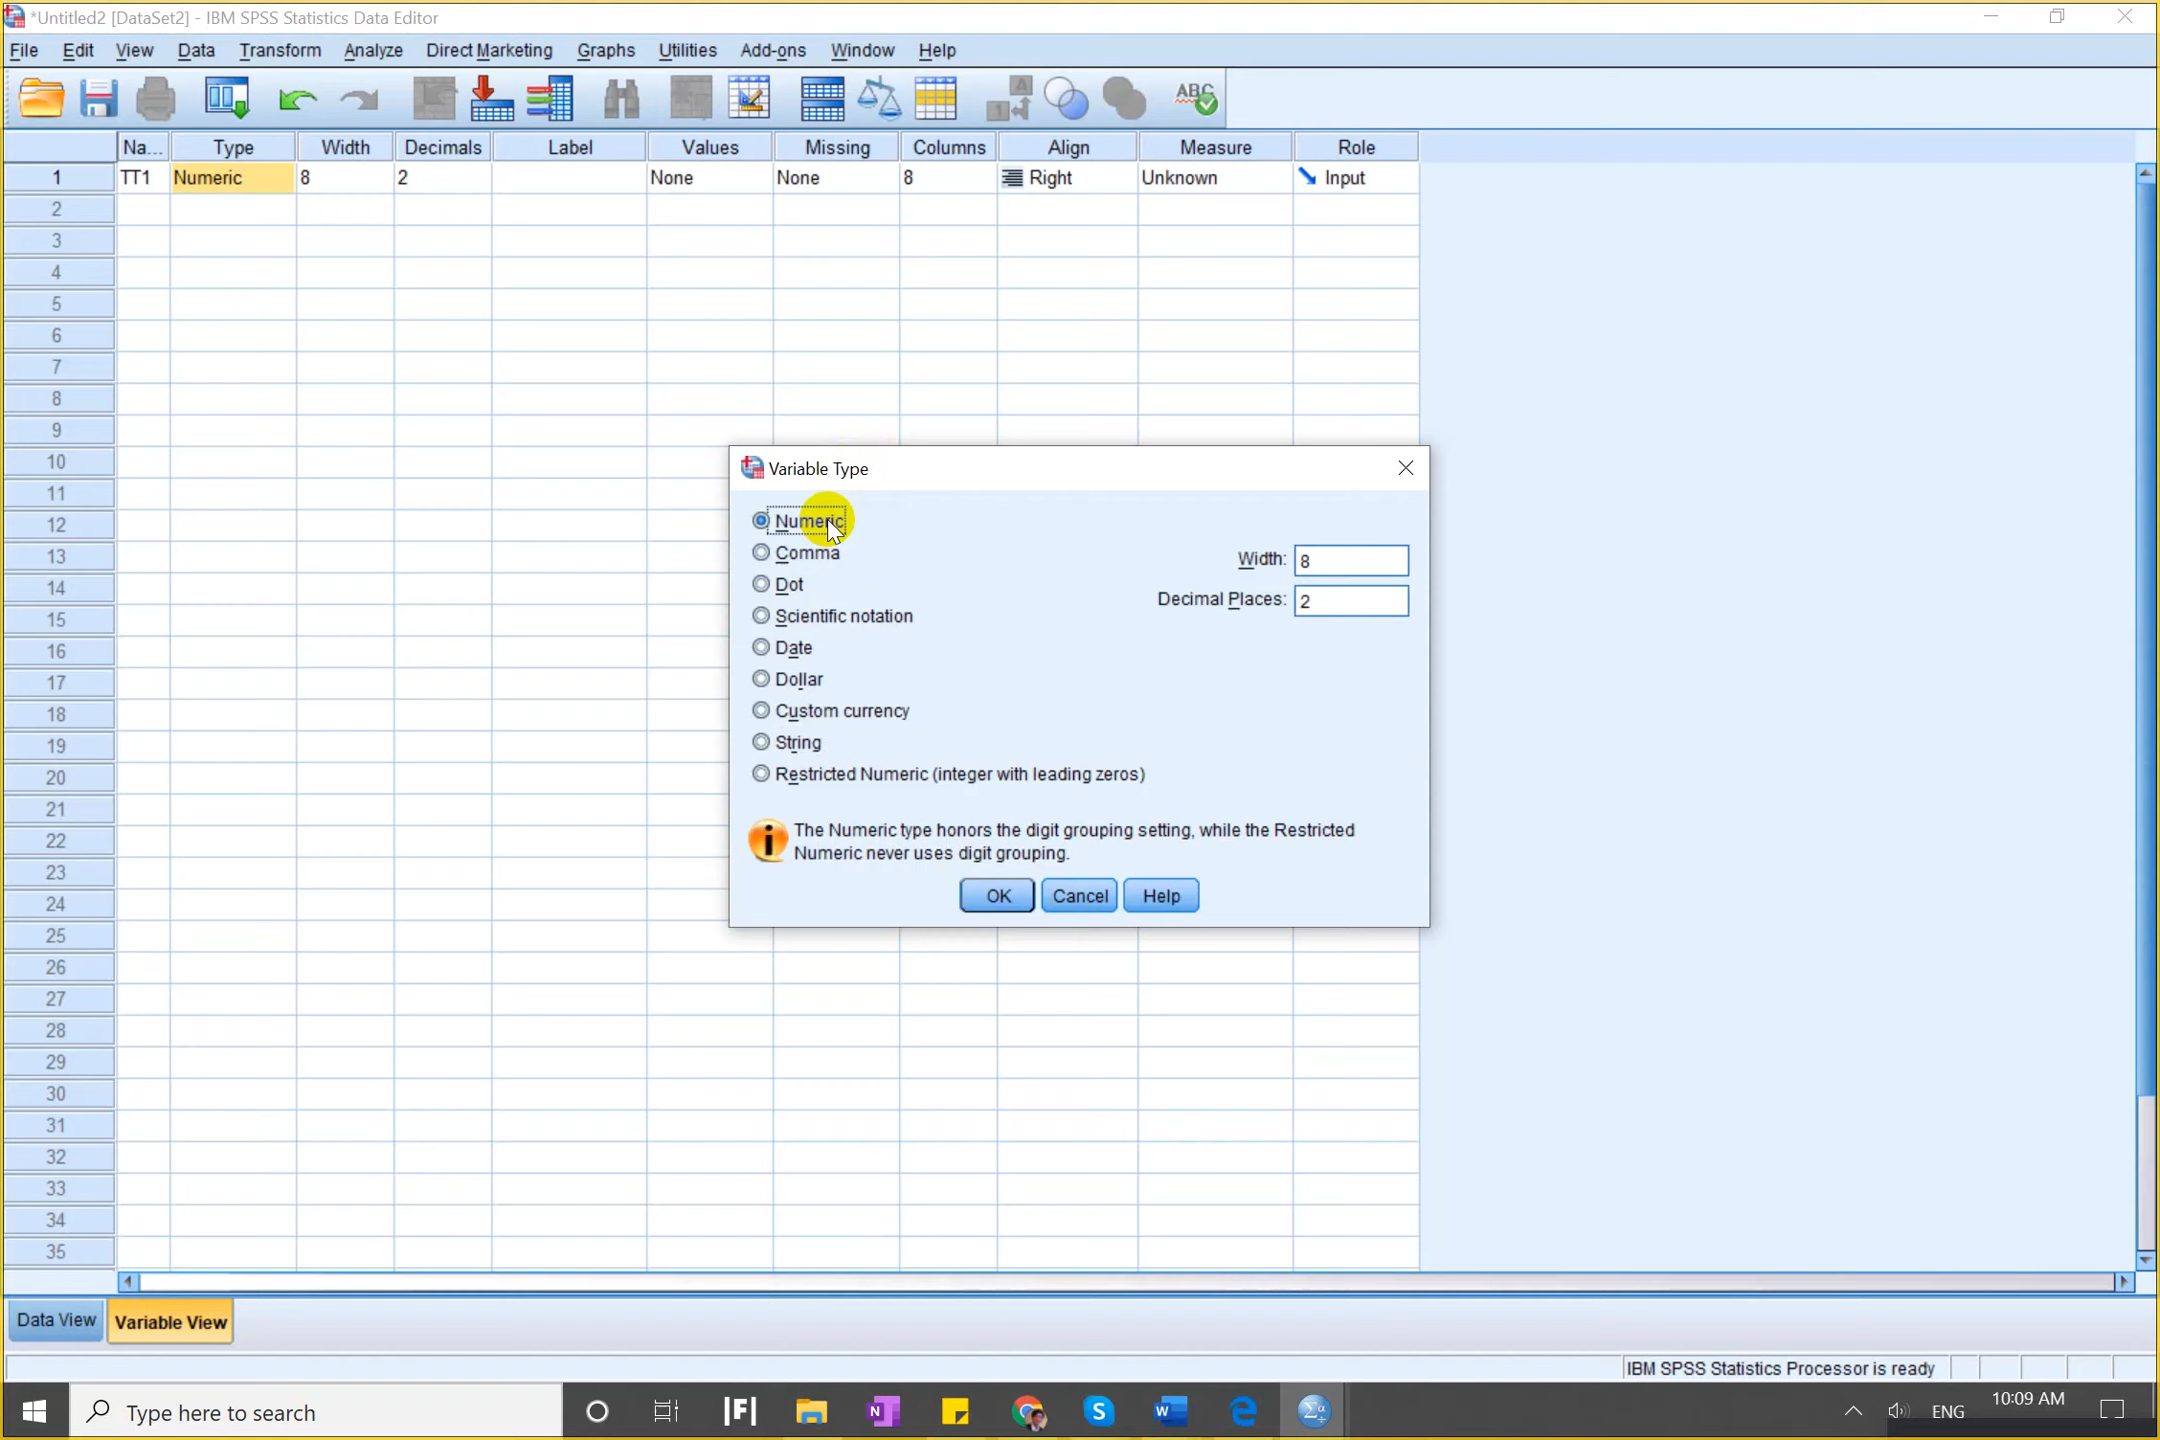 *Untitled2 [DataSet2] - IBM SPSS Statistics Data Editor
File Edit View Data Transform Analyze Direct Marketing Graphs Utilities Add-ons Window Help
ABC
Na... Type Width Decimals Label Values Missing Columns Align Measure Role
1 TT1 Numeric 8 2 None None 8 Right Unknown Input
2
3
4
5
6
7
8
9
10
11
12
13
14
15
16
17
18
19
20
21
22
23
24
25
26
27
28
29
30
31
32
33
34
35
Variable Type
Numeric
Comma
Dot
Scientific notation
Date
Dollar
Custom currency
String
Restricted Numeric (integer with leading zeros)
Width: 8
Decimal Places: 2
The Numeric type honors the digit grouping setting, while the Restricted
Numeric never uses digit grouping.
OK Cancel Help
Data View Variable View
IBM SPSS Statistics Processor is ready
Type here to search
ENG
10:09 AM